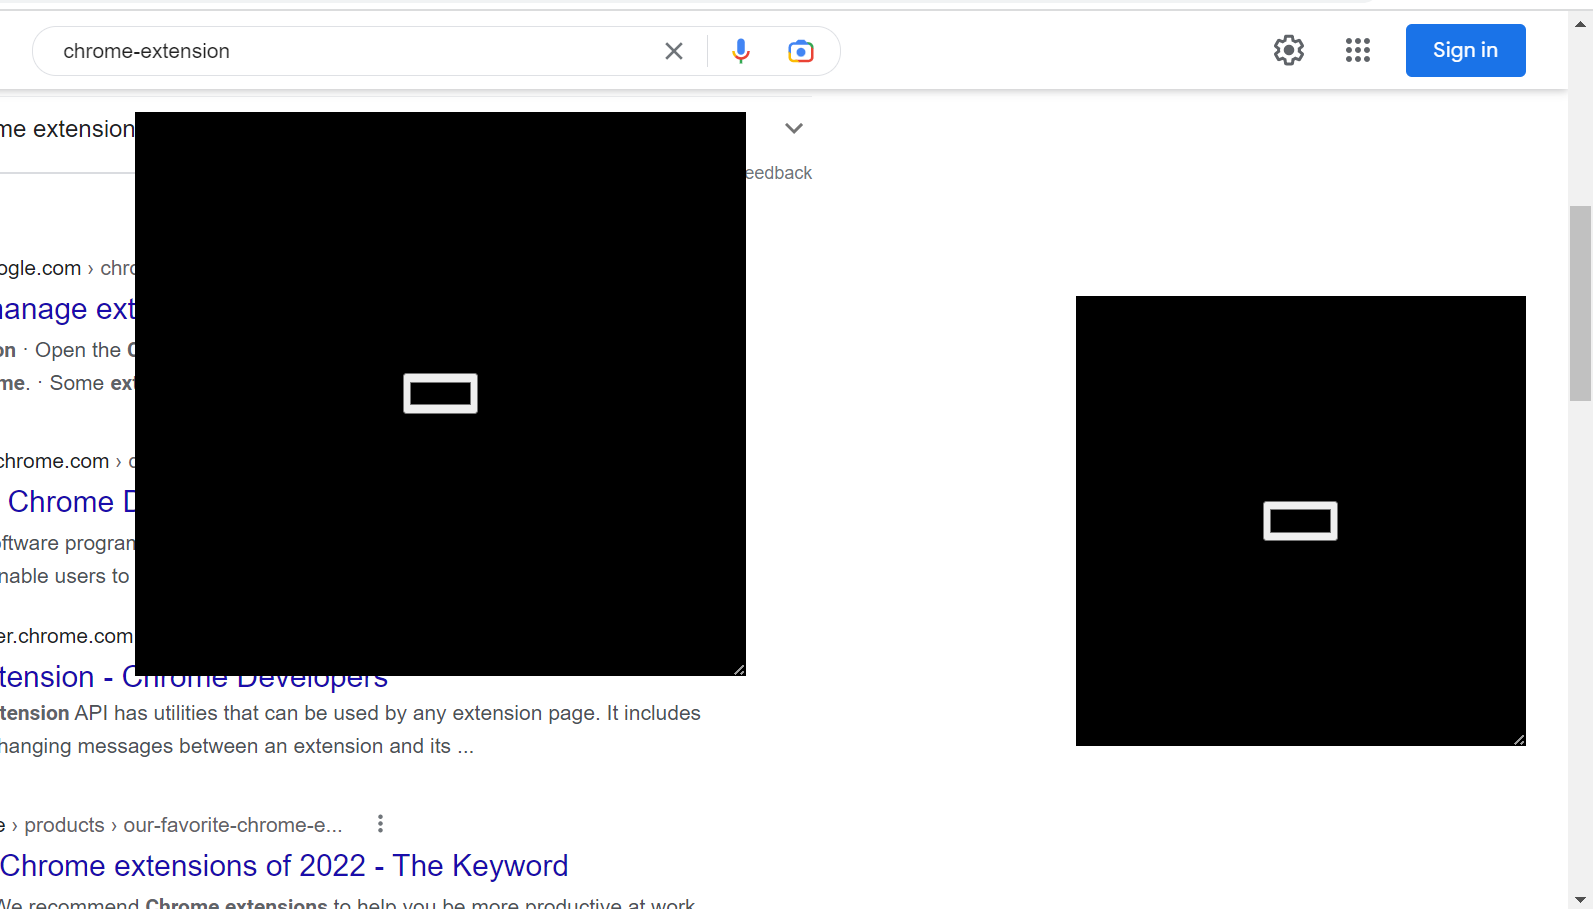 chrome-extension
Sign in
me extension
eedback
ogle.com › chro
anage ext
on · Open the C
me. · Some ext
chrome.com ›
Chrome D
ftware program
nable users to
er.chrome.com
tension - Chrome Developers
tension API has utilities that can be used by any extension page. It includes
hanging messages between an extension and its ...
e › products › our-favorite-chrome-e...
Chrome extensions of 2022 - The Keyword
We recommend Chrome extensions to help you be more productive at work